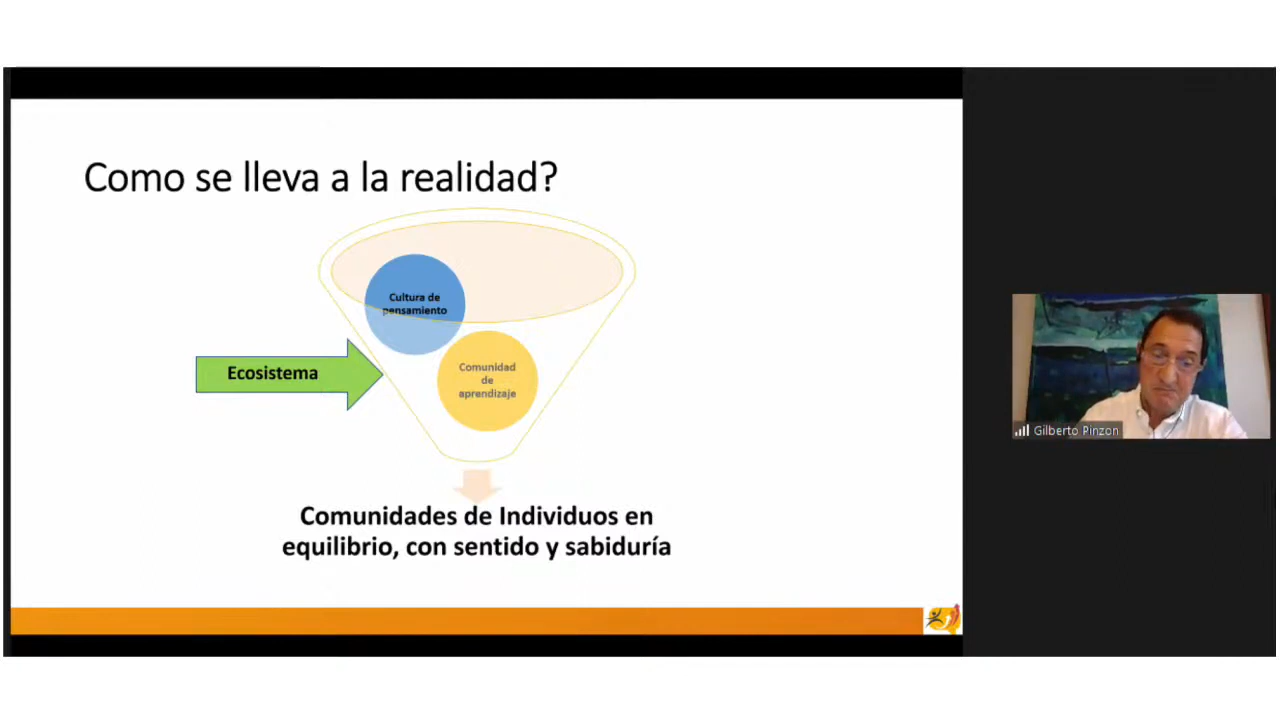 Como se lleva a la realidad?
Cultura de
pensamiento
Comunidad
de
aprendizaje
Ecosistema
Comunidades de Individuos en
equilibrio, con sentido y sabiduría
Gilberto Pinzon